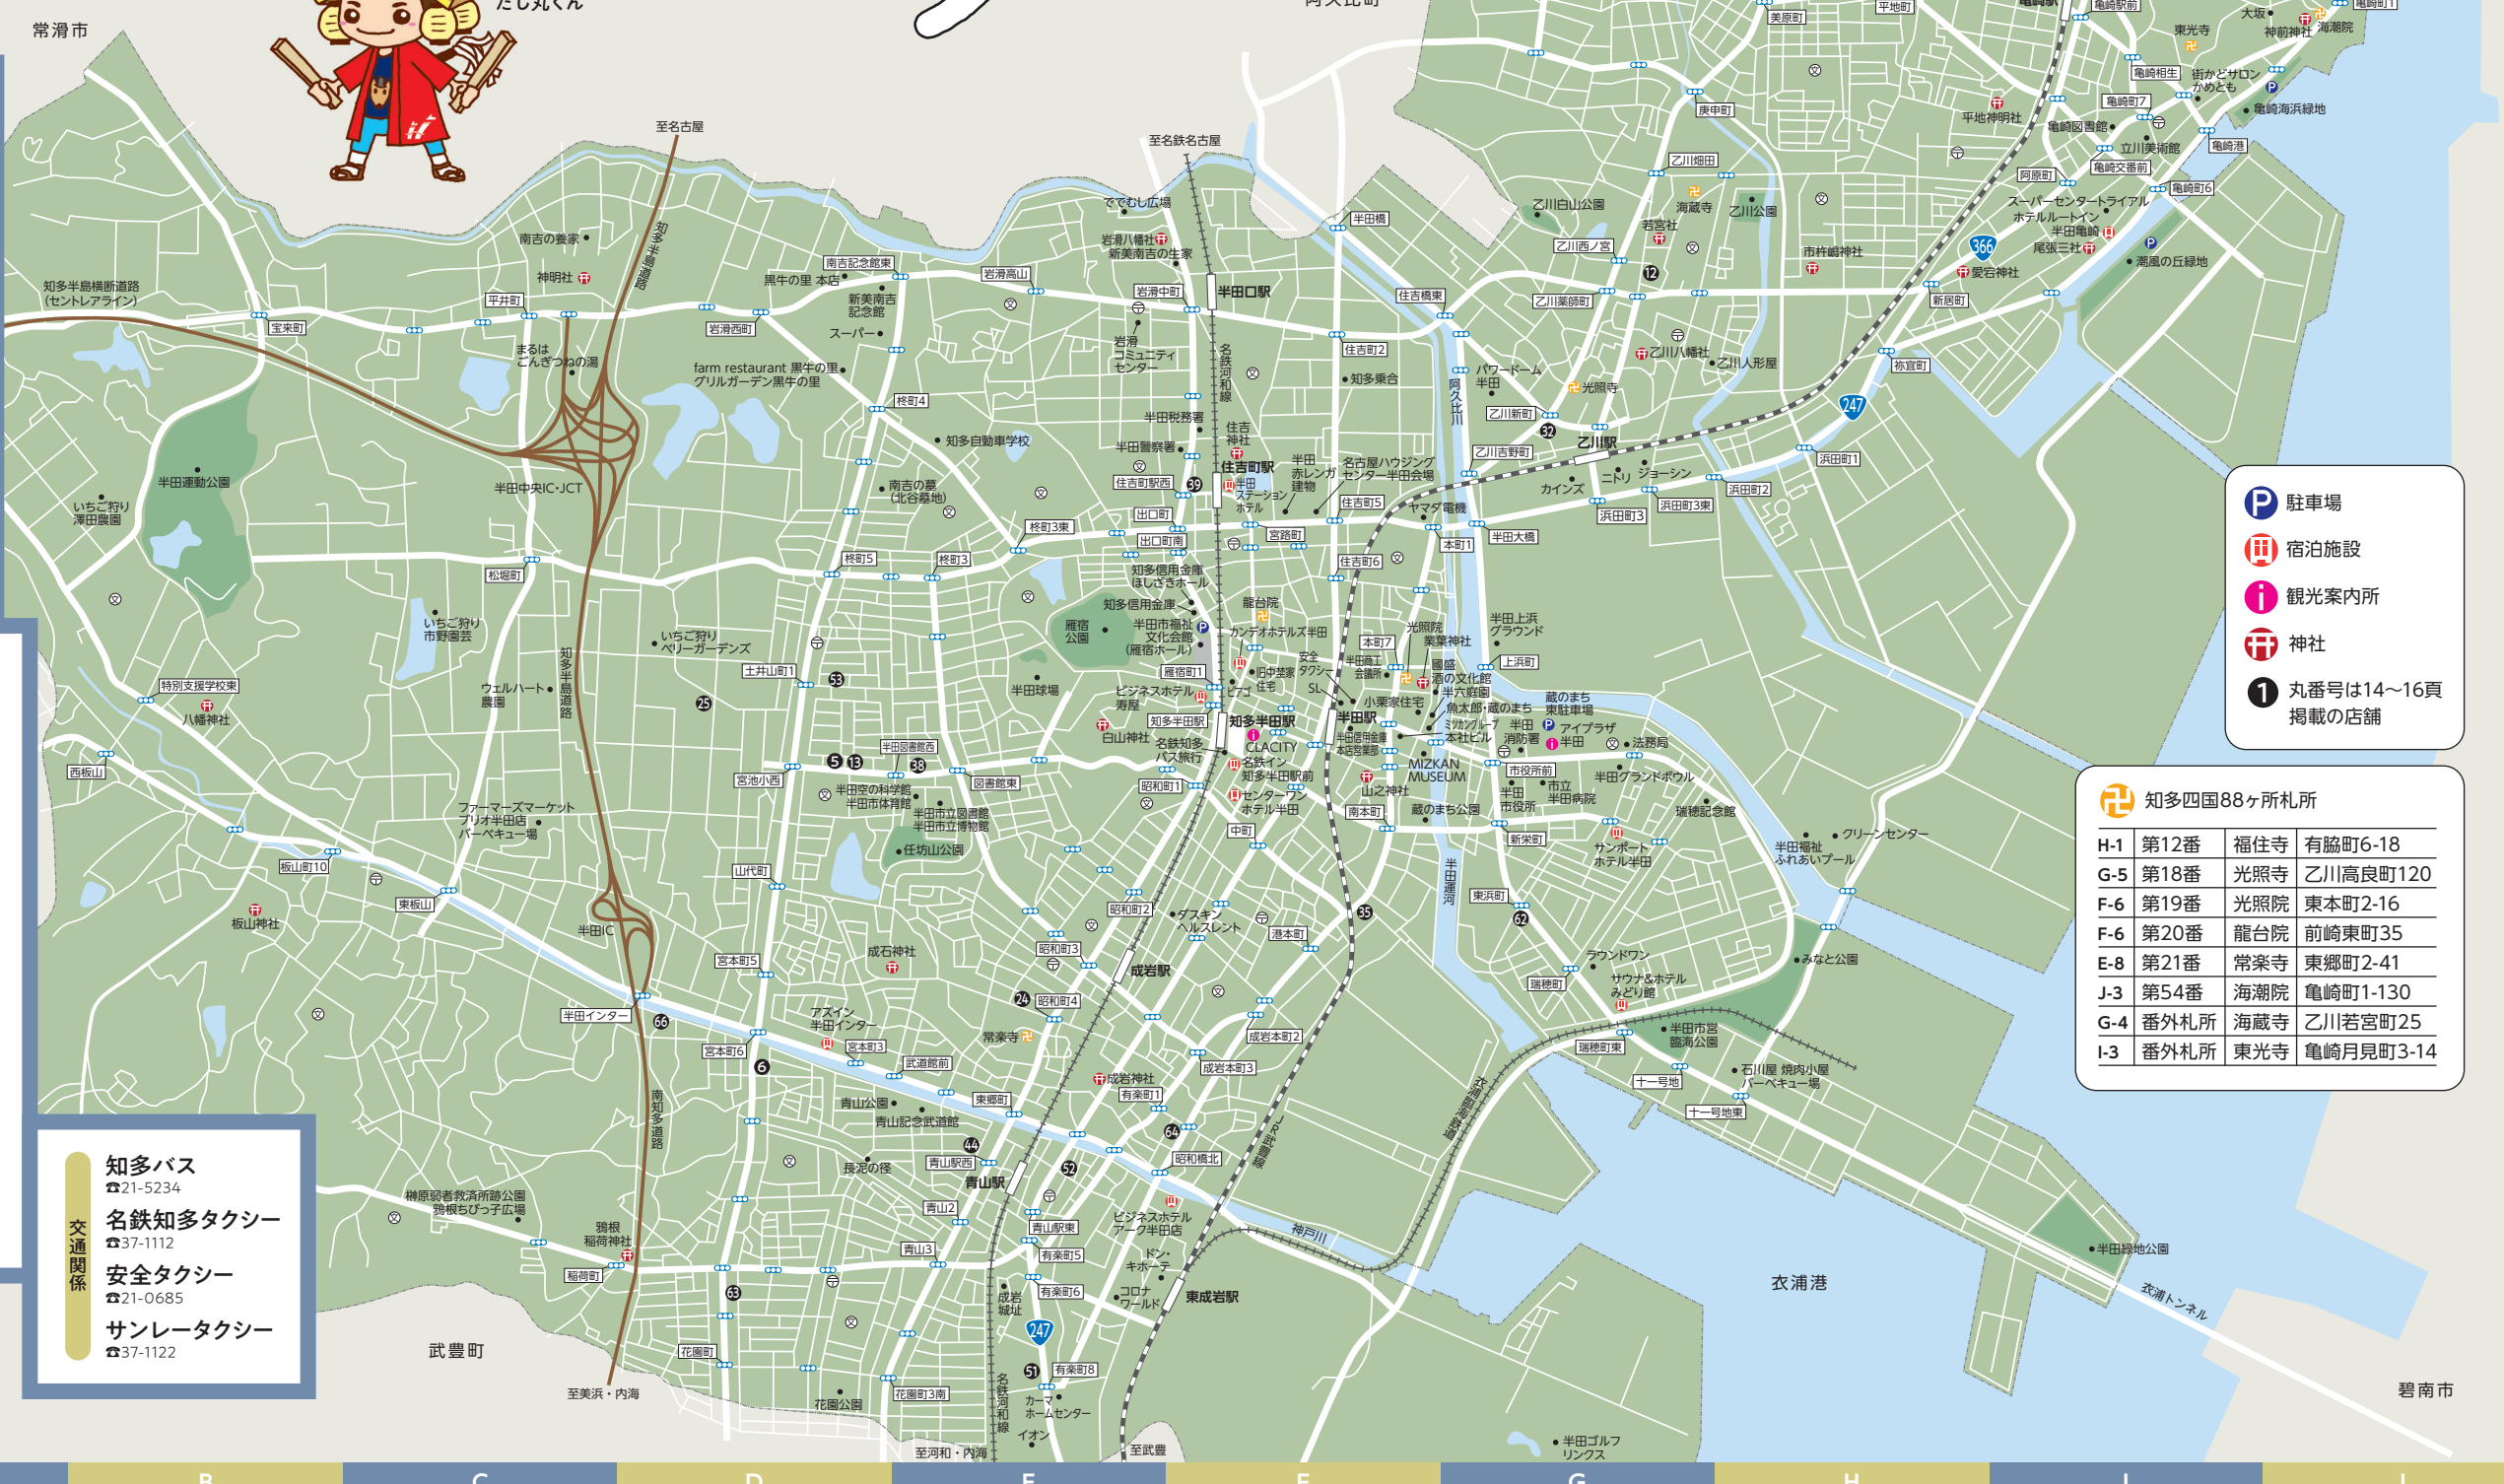 常滑市
だし丸くん
美原町
平地町
亀崎駅前
大坂
神前神社
海潮院
東光寺
亀崎相生
街かどサロン
かめとも
庚申町
平地神明社
亀崎町7
亀崎図書館
亀崎海浜緑地
立川美術館
亀崎港
亀崎交番前
阿原町
亀崎町6
至名古屋
至名鉄名古屋
乙川畑田
ででむし広場
半田橋
乙川白山公園
海蔵寺
乙川公園
スーパーセンタートライアル
ホテルルートイン
半田亀崎
尾張三社
潮風の丘緑地
南吉の養家
知多半島道路
岩滑八幡社
新美南吉の生家
若宮社
乙川西ノ宮
市杵嶋神社
366
愛宕神社
新居町
神明社
黒牛の里 本店
南吉記念館東
岩滑高山
12
知多半島横断道路
(セントレアライン)
平井町
新美南吉
記念館
岩滑中町
半田口駅
住吉橋東
乙川薬師町
宝来町
岩滑西町
スーパー
岩滑
コミュニティ
センター
名鉄河和線
住吉町2
乙川八幡社
乙川人形屋
祢宜町
まるは
ごんぎつねの湯
farm restaurant 黒牛の里
グリルガーデン黒牛の里
知多乗合
阿久比川
パワードーム
半田
光照寺
247
柊町4
半田税務署
乙川新町
32
知多自動車学校
半田警察署
住吉
神社
乙川駅
乙川吉野町
浜田町1
半田運動公園
半田中央IC・JCT
住吉町駅
半田
赤レンガ
建物
名古屋ハウジング
センター半田会場
ニトリ
ジョーシン
カインズ
浜田町2
いちご狩り
澤田農園
南吉の墓
(北谷墓地)
住吉町駅西
39
半田
ステーション
ホテル
住吉町5
ヤマダ電機
浜田町3
浜田町3東
柊町3東
出口町
出口町南
宮路町
本町1
半田大橋
松堀町
柊町5
柊町3
知多信用金庫
ほしざきホール
住吉町6
知多信用金庫
龍台院
いちご狩り
市野園芸
いちご狩り
ベリーガーデンズ
雁宿
公園
半田市福祉
文化会館
(雁宿ホール)
カンデオホテルズ半田
本町7
光照院
業葉神社
半田上浜
グラウンド
上浜町
知多半島道路
土井山町1
53
雁宿町1
旧中埜家
住宅
安全
タクシー
半田商工
会議所
國盛
酒の文化館
半六庭園
特別支援学校東
八幡神社
ウェルハート
農園
25
半田球場
ビジネスホテル
寿屋
ピアゴ
SL
小栗家住宅
魚太郎・蔵のまち
蔵のまち
東駐車場
白山神社
知多半田駅
知多半田駅
半田駅
半田信用金庫
本店営業部
ミツカングループ
本社ビル
半田
消防署
アイプラザ
半田
法務局
西板山
宮池小西
5
13
半田図書館西
38
図書館東
名鉄知多
バス旅行
CLACITY
名鉄イン
知多半田駅前
MIZKAN
MUSEUM
市役所前
半田グランドボウル
半田空の科学館
半田市体育館
昭和町1
センターワン
ホテル半田
山之神社
半田
市役所
市立
半田病院
瑞穂記念館
ファーマーズマーケット
プリオ半田店
バーベキュー場
半田市立図書館
半田市立博物館
中町
南本町
蔵のまち公園
新栄町
サンポート
ホテル半田
半田福祉
ふれあいプール
クリーンセンター
板山町10
任坊山公園
山代町
半田運河
東板山
板山神社
半田IC
昭和町2
ダスキン
ヘルスレント
35
東浜町
62
宮本町5
成石神社
昭和町3
港本町
成岩駅
ラウンドワン
みなと公園
瑞穂町
サウナ&ホテル
みどり館
半田インター
66
アズイン
半田インター
24
昭和町4
宮本町6
宮本町3
常楽寺
成岩本町2
瑞穂町東
半田市営
臨海公園
6
武道館前
成岩本町3
衣浦臨海鉄道
成岩神社
有楽町1
十一号地
石川屋 焼肉小屋
バーベキュー場
十一号地東
南知多道路
青山公園
青山記念武道館
東郷町
JR武豊線
64
44
長泥の径
青山駅西
青山駅
52
昭和橋北
榊原弱者救済所跡公園
鴉根ちびっ子広場
鴉根
稲荷神社
稲荷町
青山2
青山駅東
ビジネスホテル
アーク半田店
神戸川
青山3
有楽町5
ドン・
キホーテ
衣浦港
半田緑地公園
衣浦トンネル
63
成岩
城址
有楽町6
コロナ
ワールド
東成岩駅
247
武豊町
花園町
至美浜・内海
花園公園
花園町3南
51
有楽町8
カーマ
ホームセンター
名鉄河和線
イオン
至河和・内海
至武豊
半田ゴルフ
リンクス
碧南市
P 駐車場
宿泊施設
i 観光案内所
神社
1 丸番号は14〜16頁
掲載の店舗
卍 知多四国88ヶ所札所
H-1 第12番 福住寺 有脇町6-18
G-5 第18番 光照寺 乙川高良町120
F-6 第19番 光照院 東本町2-16
F-6 第20番 龍台院 前崎東町35
E-8 第21番 常楽寺 東郷町2-41
J-3 第54番 海潮院 亀崎町1-130
G-4 番外札所 海蔵寺 乙川若宮町25
I-3 番外札所 東光寺 亀崎月見町3-14
交通関係
知多バス
☎21-5234
名鉄知多タクシー
☎37-1112
安全タクシー
☎21-0685
サンレータクシー
☎37-1122